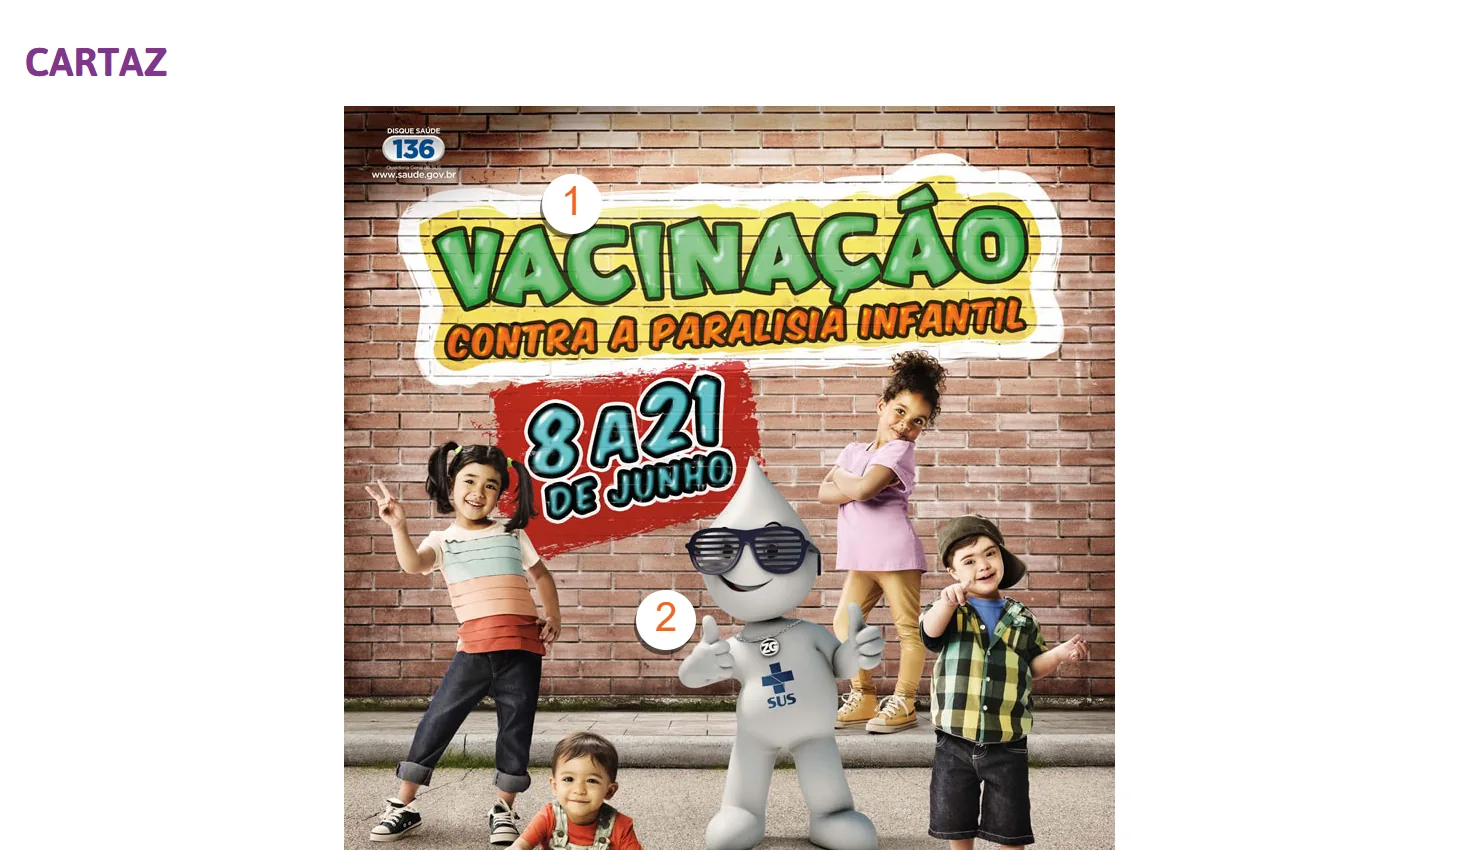 CARTAZ
DISQUE SAÚDE
136
www.saude.gov.br
1
VACINAÇÃO
CONTRA A PARALISIA INFANTIL
8 A 21
DE JUNHO
2
ZG
SUS